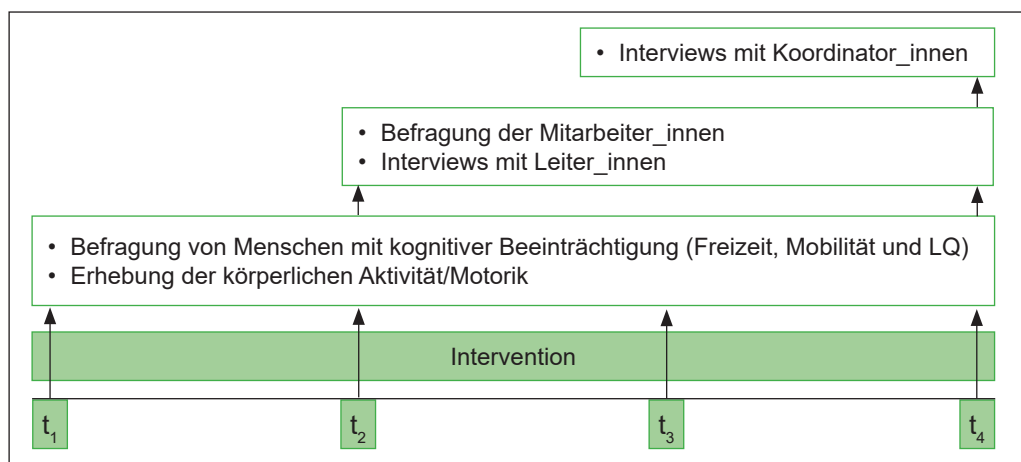 • Interviews mit Koordinator_innen
• Befragung der Mitarbeiter_innen
• Interviews mit Leiter_innen
• Befragung von Menschen mit kognitiver Beeinträchtigung (Freizeit, Mobilität und LQ)
• Erhebung der körperlichen Aktivität/Motorik
Intervention
t₁ t₂ t₃ t₄